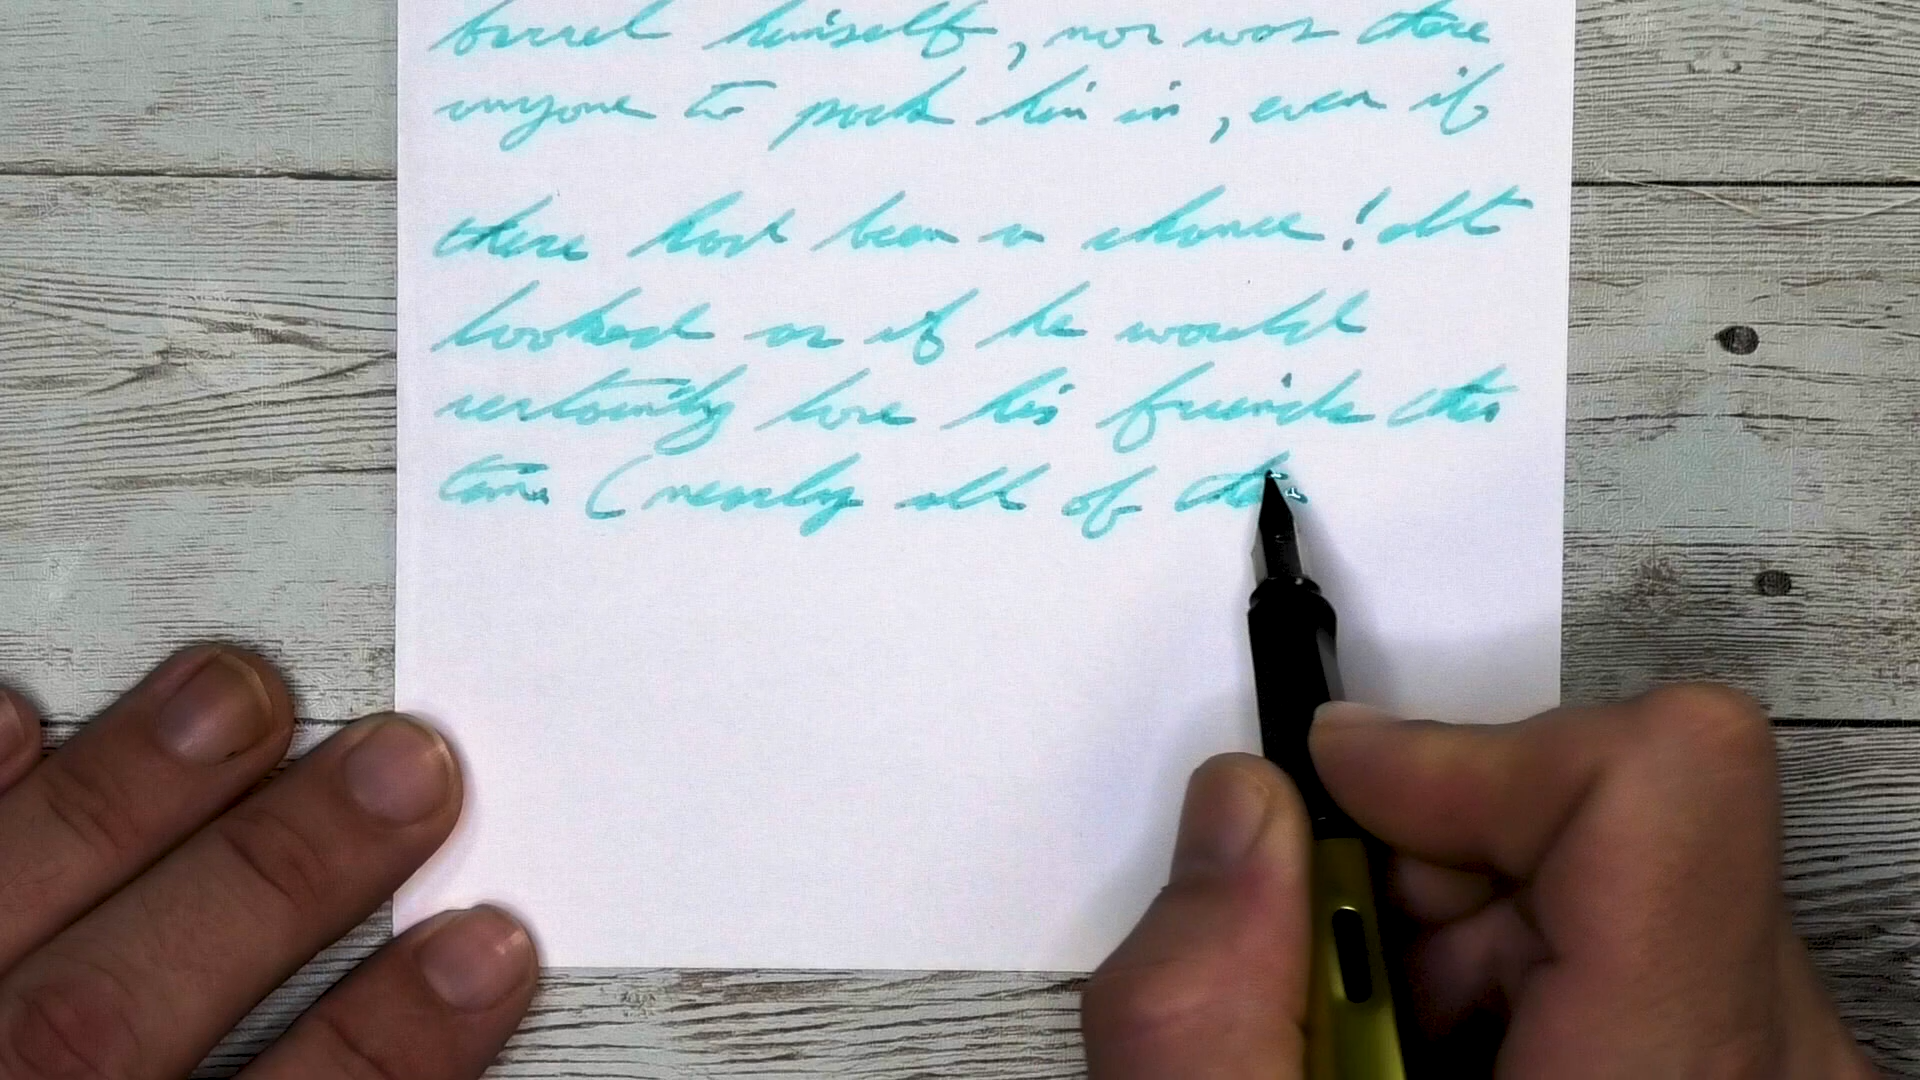 barrel himself, nor was there
anyone to pack him in, even if
there had been a chance! It
looked as if he would
certainly lose his friends this
time (nearly all of the